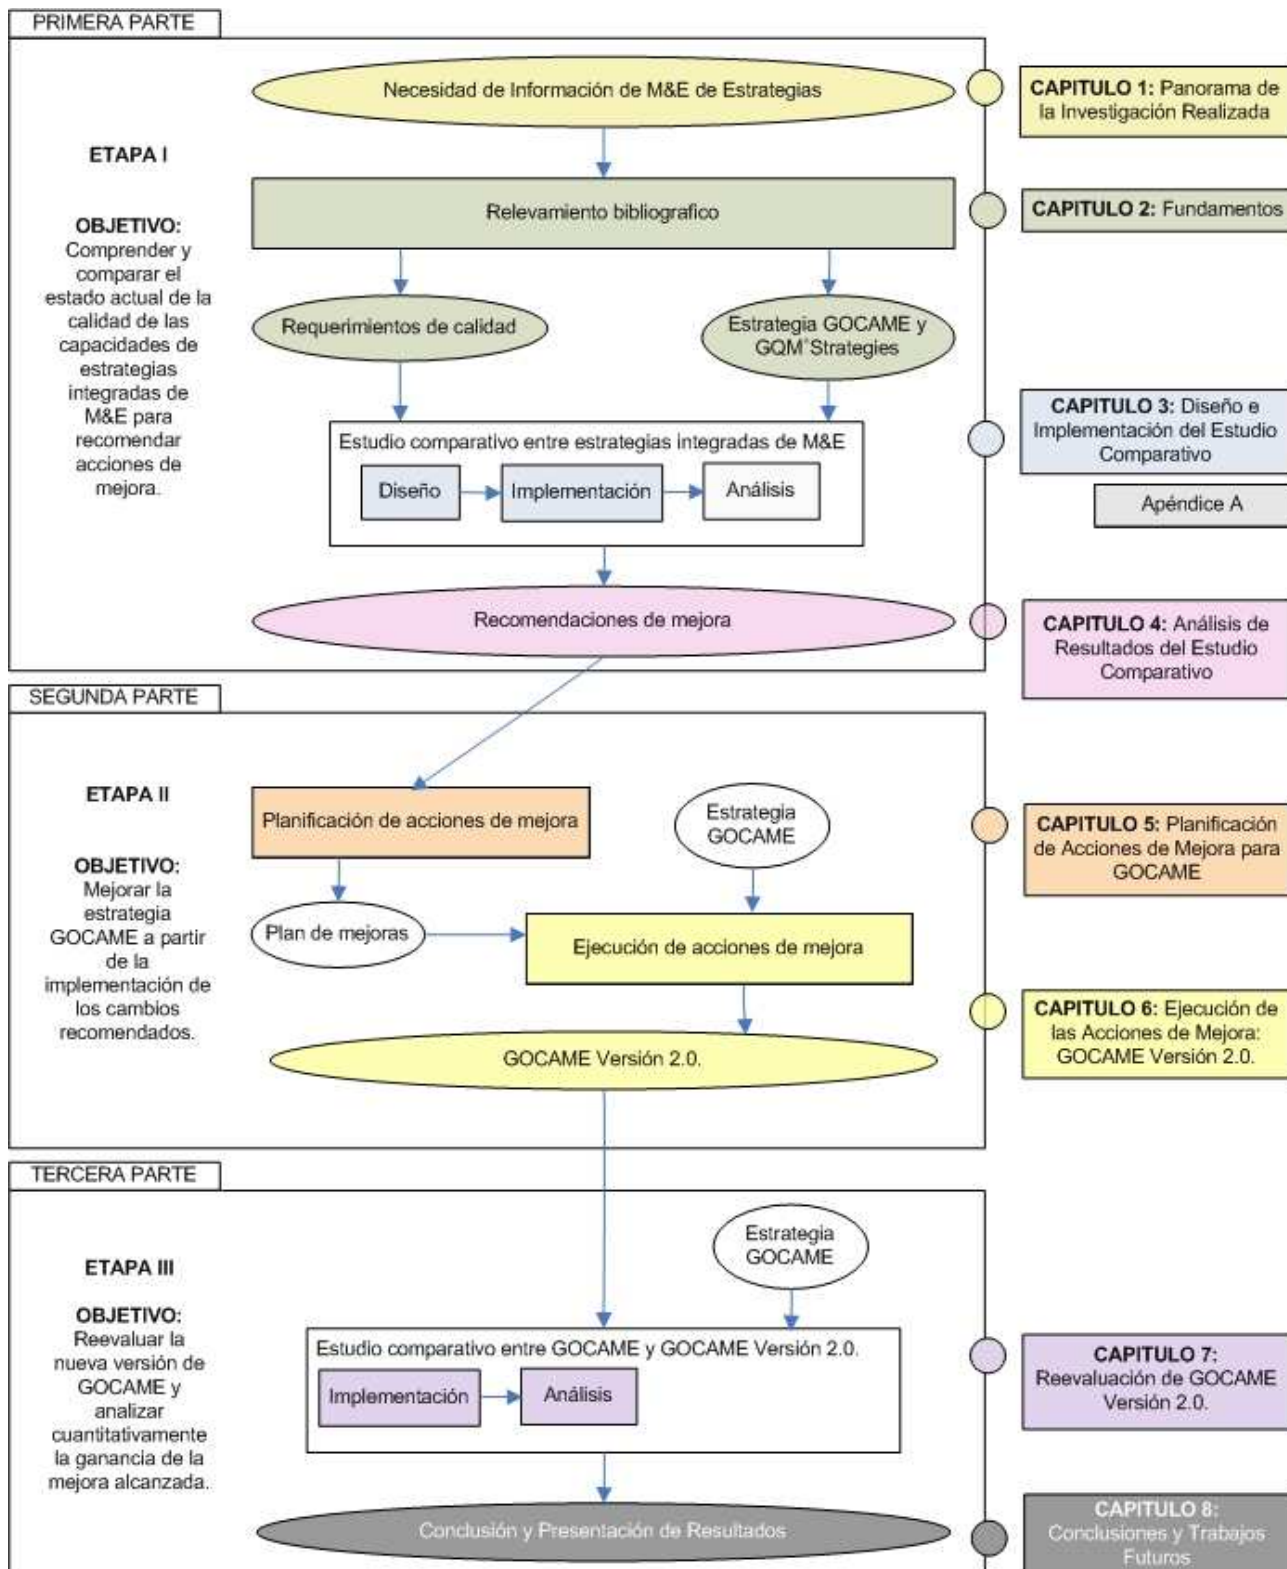 PRIMERA PARTE
Necesidad de Información de M&E de Estrategias
CAPITULO 1: Panorama de
la Investigación Realizada
ETAPA I
OBJETIVO:
Comprender y
comparar el
estado actual de la
calidad de las
capacidades de
estrategias
integradas de
M&E para
recomendar
acciones de
mejora.
Relevamiento bibliografico
CAPITULO 2: Fundamentos
Requerimientos de calidad
Estrategia GOCAME y
GQM+Strategies
Estudio comparativo entre estrategias integradas de M&E
Diseño
Implementación
Análisis
CAPITULO 3: Diseño e
Implementación del Estudio
Comparativo
Apéndice A
Recomendaciones de mejora
CAPITULO 4: Análisis de
Resultados del Estudio
Comparativo
SEGUNDA PARTE
ETAPA II
OBJETIVO:
Mejorar la
estrategia
GOCAME a partir
de la
implementación de
los cambios
recomendados.
Planificación de acciones de mejora
Estrategia
GOCAME
CAPITULO 5: Planificación
de Acciones de Mejora para
GOCAME
Plan de mejoras
Ejecución de acciones de mejora
GOCAME Versión 2.0.
CAPITULO 6: Ejecución de
las Acciones de Mejora:
GOCAME Versión 2.0.
TERCERA PARTE
ETAPA III
OBJETIVO:
Reevaluar la
nueva versión de
GOCAME y
analizar
cuantitativamente
la ganancia de la
mejora alcanzada.
Estrategia
GOCAME
Estudio comparativo entre GOCAME y GOCAME Versión 2.0.
Implementación
Análisis
CAPITULO 7:
Reevaluación de GOCAME
Versión 2.0.
Conclusión y Presentación de Resultados
CAPITULO 8:
Conclusiones y Trabajos
Futuros